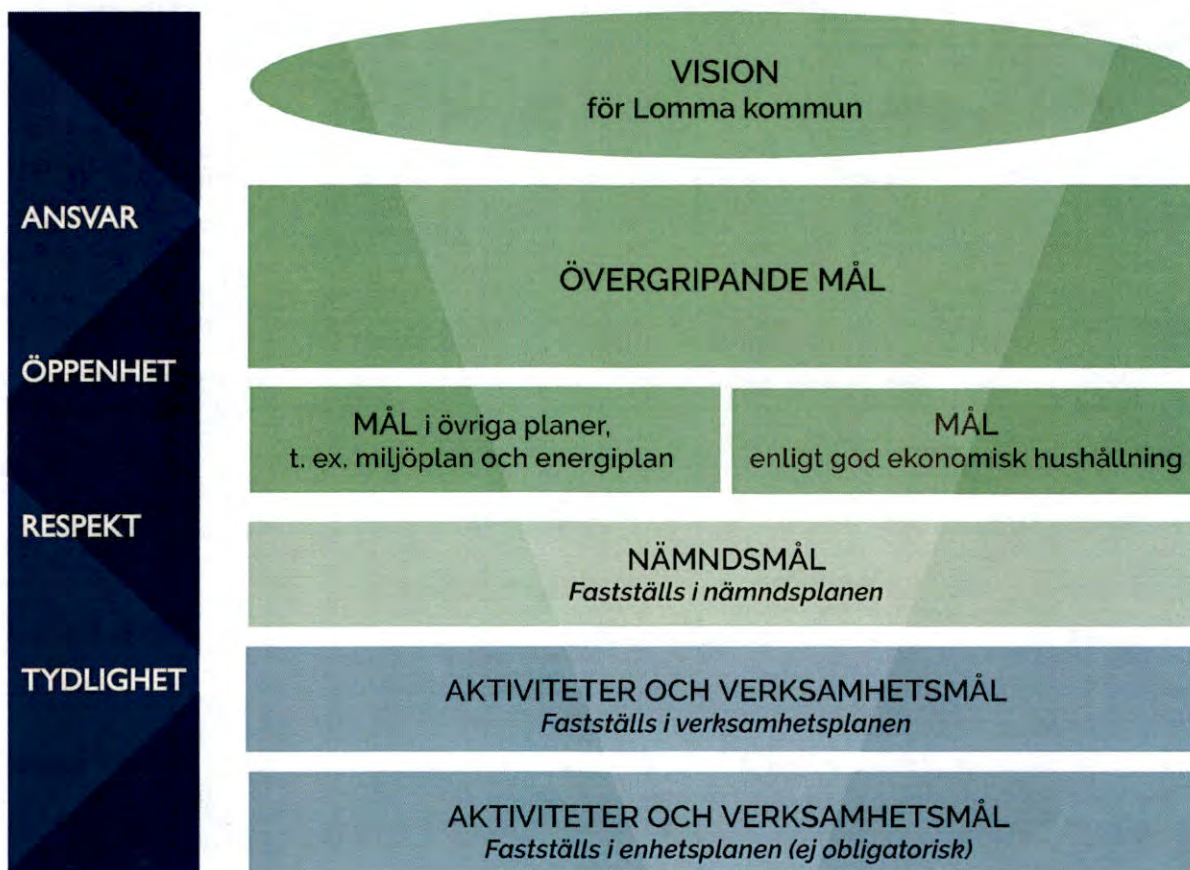 ANSVAR
ÖPPENHET
RESPEKT
TYDLIGHET
VISION
för Lomma kommun
ÖVERGRIPANDE MÅL
MÅL i övriga planer,
t. ex. miljöplan och energiplan
MÅL
enligt god ekonomisk hushållning
NÄMNDSMÅL
Fastställs i nämndsplanen
AKTIVITETER OCH VERKSAMHETSMÅL
Fastställs i verksamhetsplanen
AKTIVITETER OCH VERKSAMHETSMÅL
Fastställs i enhetsplanen (ej obligatorisk)